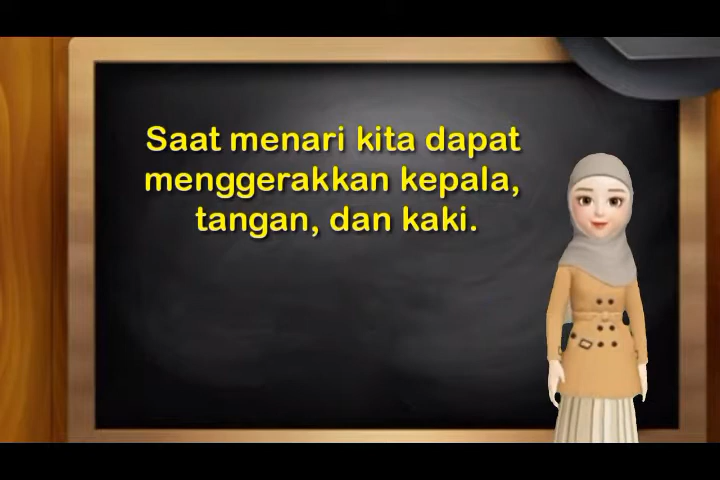 Saat menari kita dapat
menggerakkan kepala,
tangan, dan kaki.